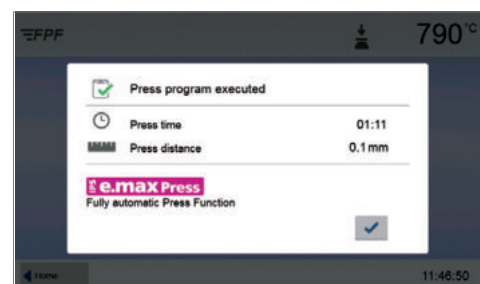 FPF
790°C
Press program executed
Press time 01:11
Press distance 0.1 mm
IPS e.max Press
Fully automatic Press Function
Home 11:46:50